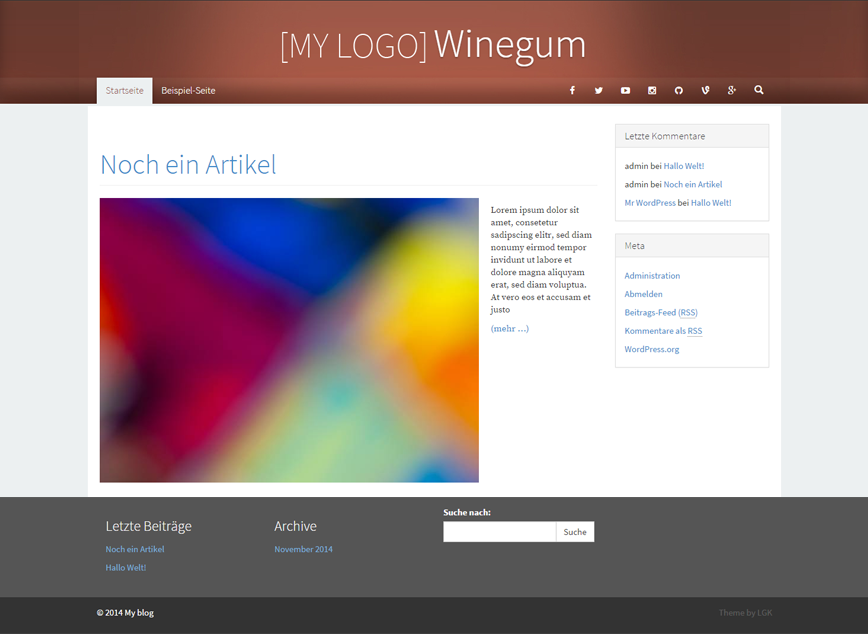 [MY LOGO] Winegum
Startseite
Beispiel-Seite
Noch ein Artikel
Lorem ipsum dolor sit
amet, consetetur
sadipscing elitr, sed diam
nonumy eirmod tempor
invidunt ut labore et
dolore magna aliquyam
erat, sed diam voluptua.
At vero eos et accusam et
justo
(mehr …)
Letzte Kommentare
admin bei Hallo Welt!
admin bei Noch ein Artikel
Mr WordPress bei Hallo Welt!
Meta
Administration
Abmelden
Beitrags-Feed (RSS)
Kommentare als RSS
WordPress.org
Letzte Beiträge
Noch ein Artikel
Hallo Welt!
Archive
November 2014
Suche nach:
Suche
© 2014 My blog
Theme by LGK